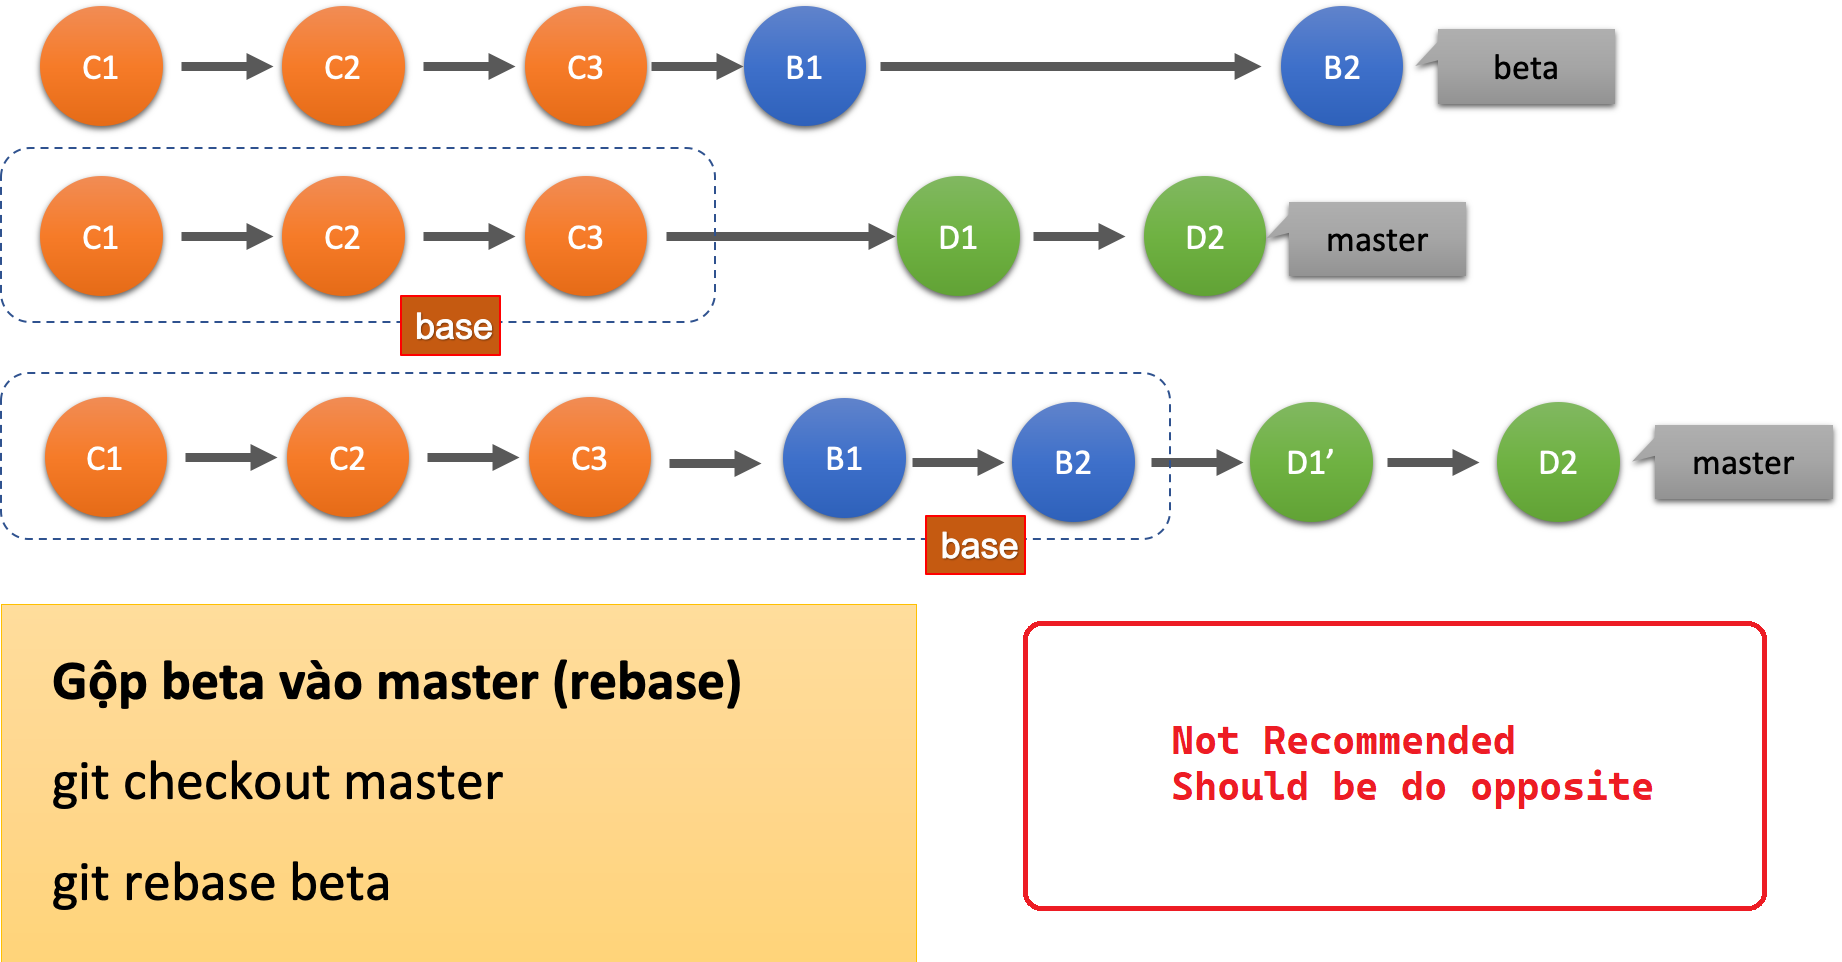 C1 C2 C3 B1 B2 beta
C1 C2 C3 D1 D2 master
base
C1 C2 C3 B1 B2 D1’ D2 master
base
Gộp beta vào master (rebase)
git checkout master
git rebase beta
Not Recommended
Should be do opposite